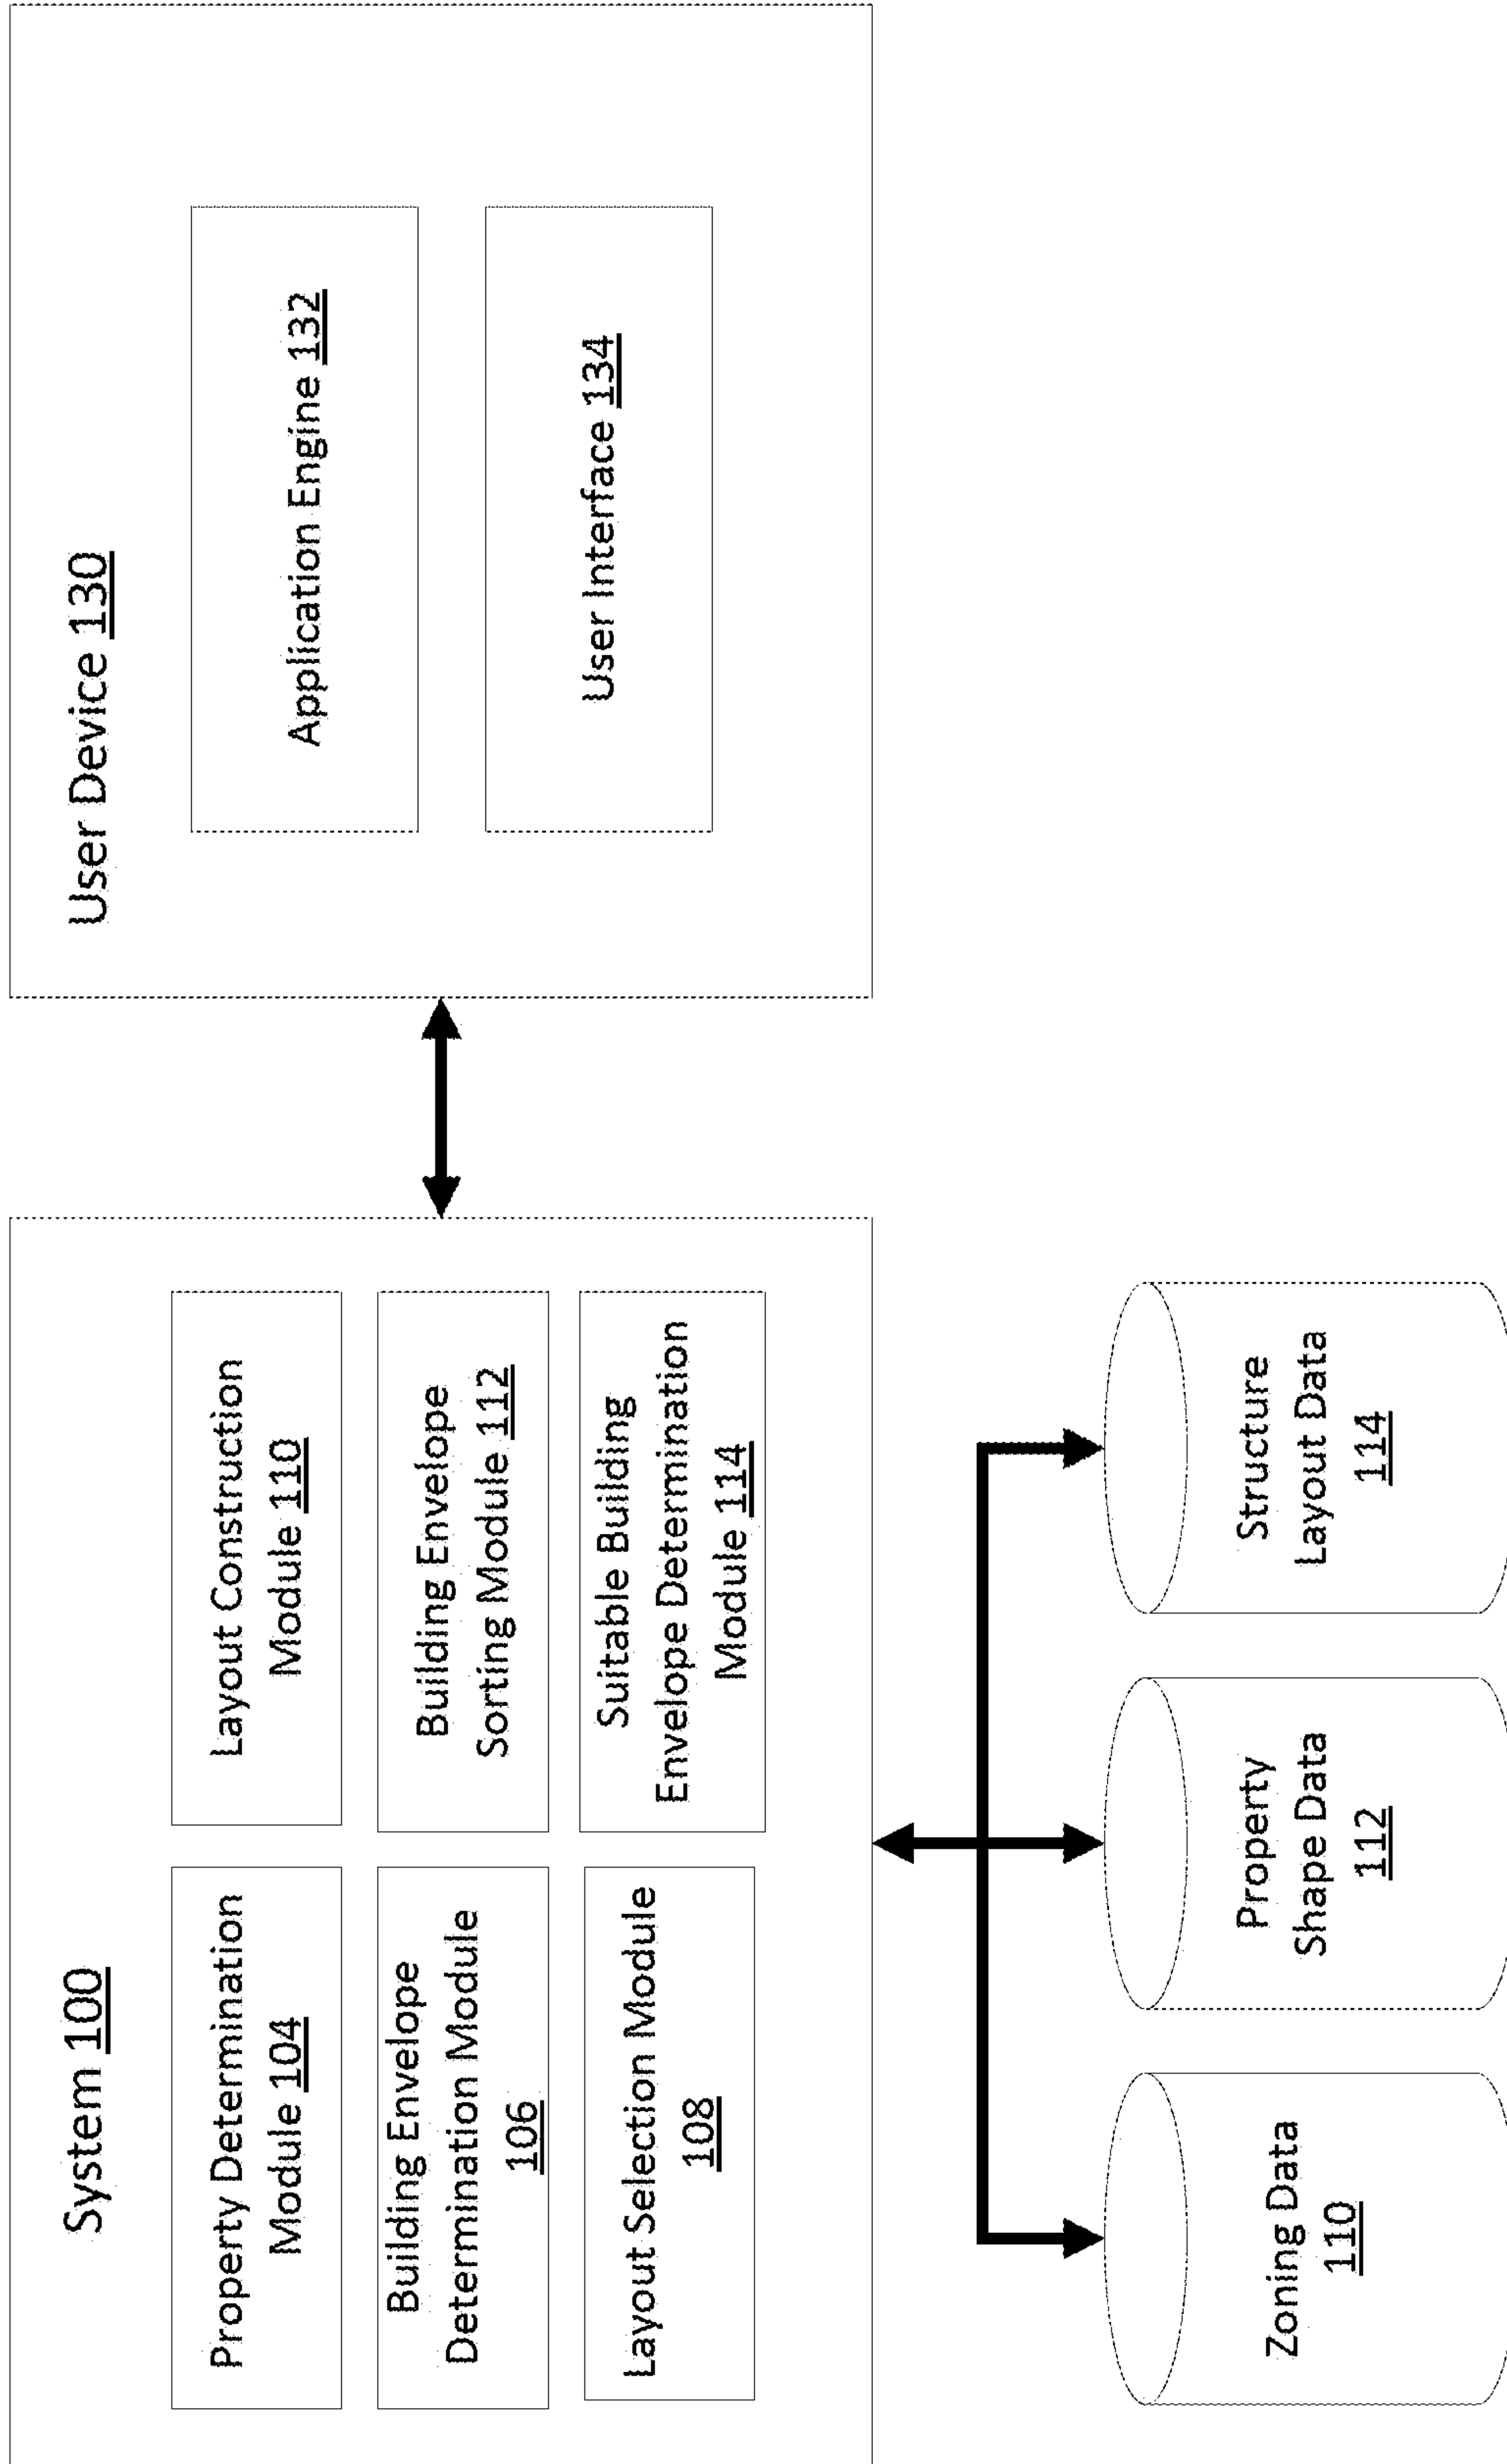 System 100
Property Determination
Module 104
Layout Construction
Module 110
Building Envelope
Determination Module
106
Building Envelope
Sorting Module 112
Layout Selection Module
108
Suitable Building
Envelope Determination
Module 114
User Device 130
Application Engine 132
User Interface 134
Zoning Data
110
Property
Shape Data
112
Structure
Layout Data
114